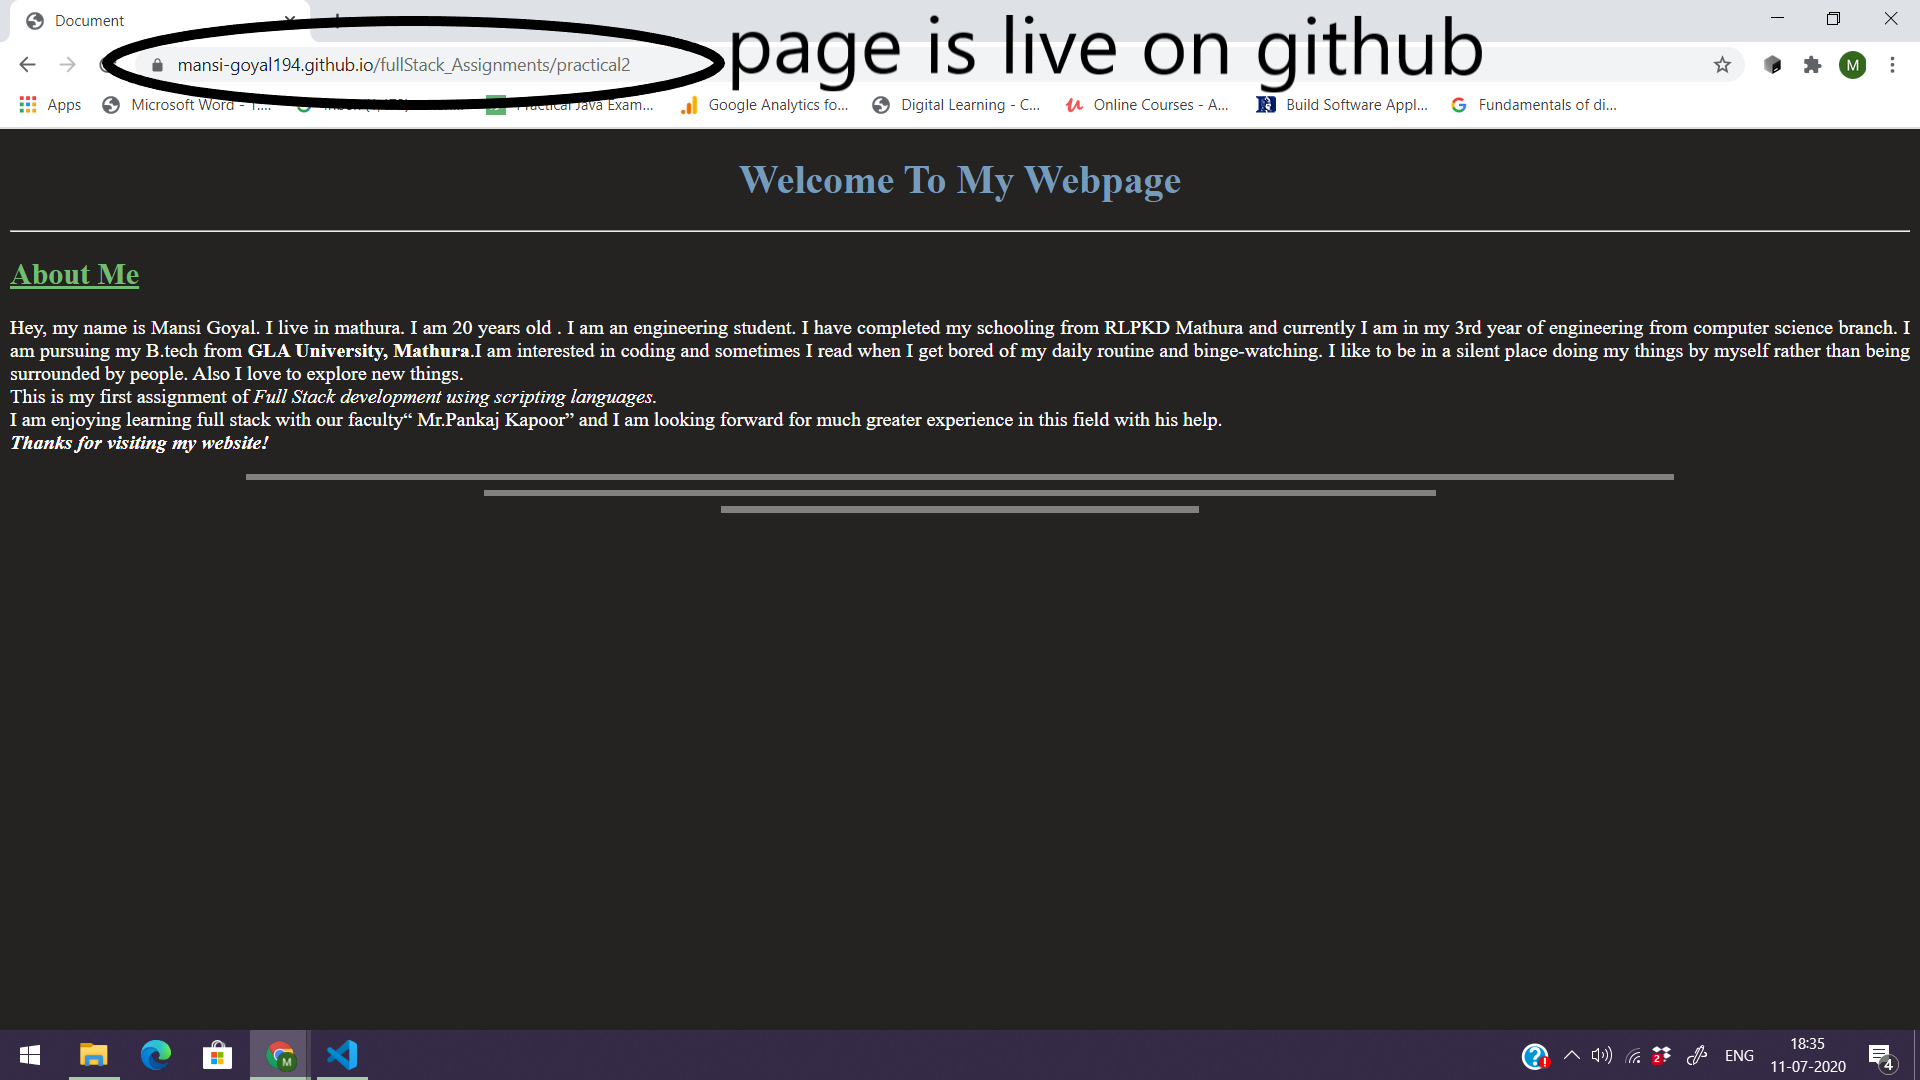 Document
page is live on github
mansi-goyal194.github.io/fullStack_Assignments/practical2
M
Apps
Microsoft Word - 1....
Practical Java Exam...
Google Analytics fo...
Digital Learning - C...
Online Courses - A...
Build Software Appl...
Fundamentals of di...
Welcome To My Webpage
About Me
Hey, my name is Mansi Goyal. I live in mathura. I am 20 years old . I am an engineering student. I have completed my schooling from RLPKD Mathura and currently I am in my 3rd year of engineering from computer science branch. I
am pursuing my B.tech from GLA University, Mathura.I am interested in coding and sometimes I read when I get bored of my daily routine and binge-watching. I like to be in a silent place doing my things by myself rather than being
surrounded by people. Also I love to explore new things.
This is my first assignment of Full Stack development using scripting languages.
I am enjoying learning full stack with our faculty“ Mr.Pankaj Kapoor” and I am looking forward for much greater experience in this field with his help.
Thanks for visiting my website!
M
2
ENG
18:35
11-07-2020
4